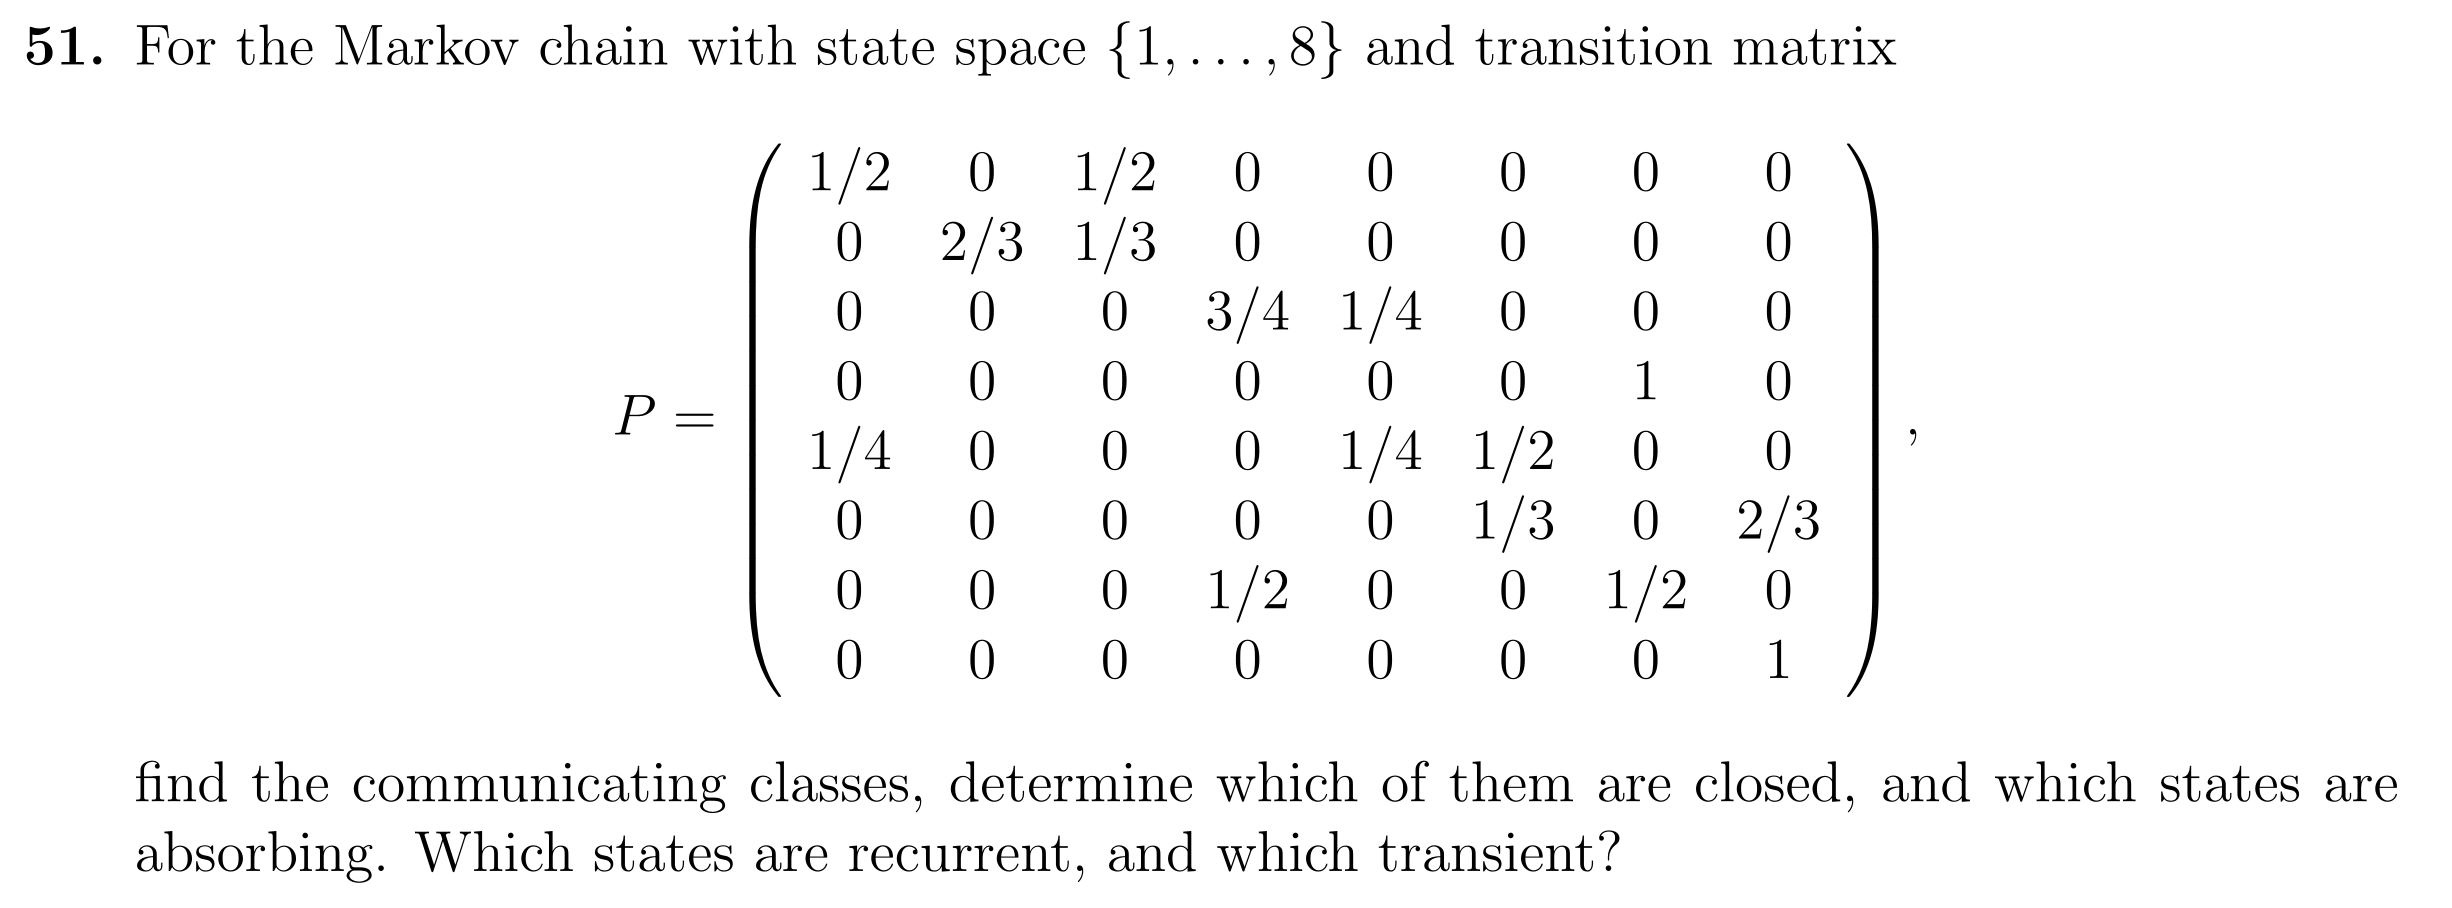 51. For the Markov chain with state space {1, . . . , 8} and transition matrix
1/2 0 1/2 0 0 0 0 0
0 2/3 1/3 0 0 0 0 0
0 0 0 3/4 1/4 0 0 0
0 0 0 0 0 0 1 0
P =
1/4 0 0 0 1/4 1/2 0 0 ,
0 0 0 0 0 1/3 0 2/3
0 0 0 1/2 0 0 1/2 0
0 0 0 0 0 0 0 1
find the communicating classes, determine which of them are closed, and which states are
absorbing. Which states are recurrent, and which transient?